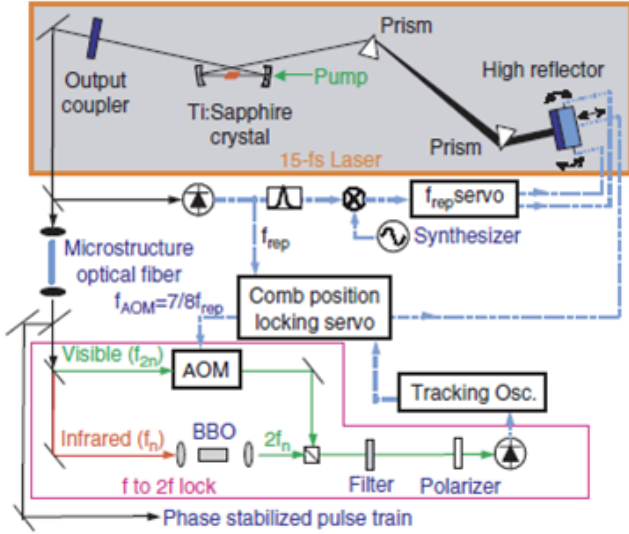 Prism
Output
coupler
Pump
Ti:Sapphire
crystal
High reflector
Prism
15-fs Laser
f_rep servo
f_rep
Synthesizer
Microstructure
optical fiber
f_AOM=7/8f_rep
Comb position
locking servo
Visible (f_2n)
AOM
Tracking Osc.
Infrared (f_n)
BBO
2f_n
f to 2f lock
Filter
Polarizer
Phase stabilized pulse train